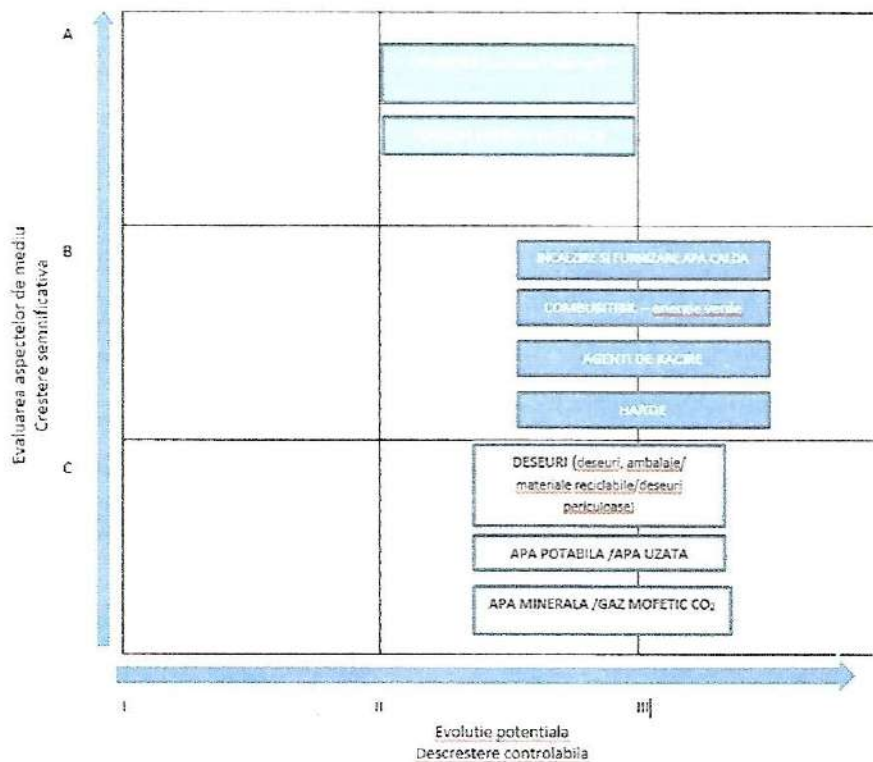 A
B
INCALZIRE SI FURNIZARE APA CALDA
COMBUSTIBIL – energie verde
AGENTI DE RACIRE
HARTIE
C
DESEURI (deseuri, ambalaje/
materiale reciclabile/deseuri
periculoase)
APA POTABILA /APA UZATA
APA MINERALA /GAZ MOFETIC CO₂
Evaluarea aspectelor de mediu
Crestere semnificativa
I
II
III
Evolutie potentiala
Descrestere controlabila